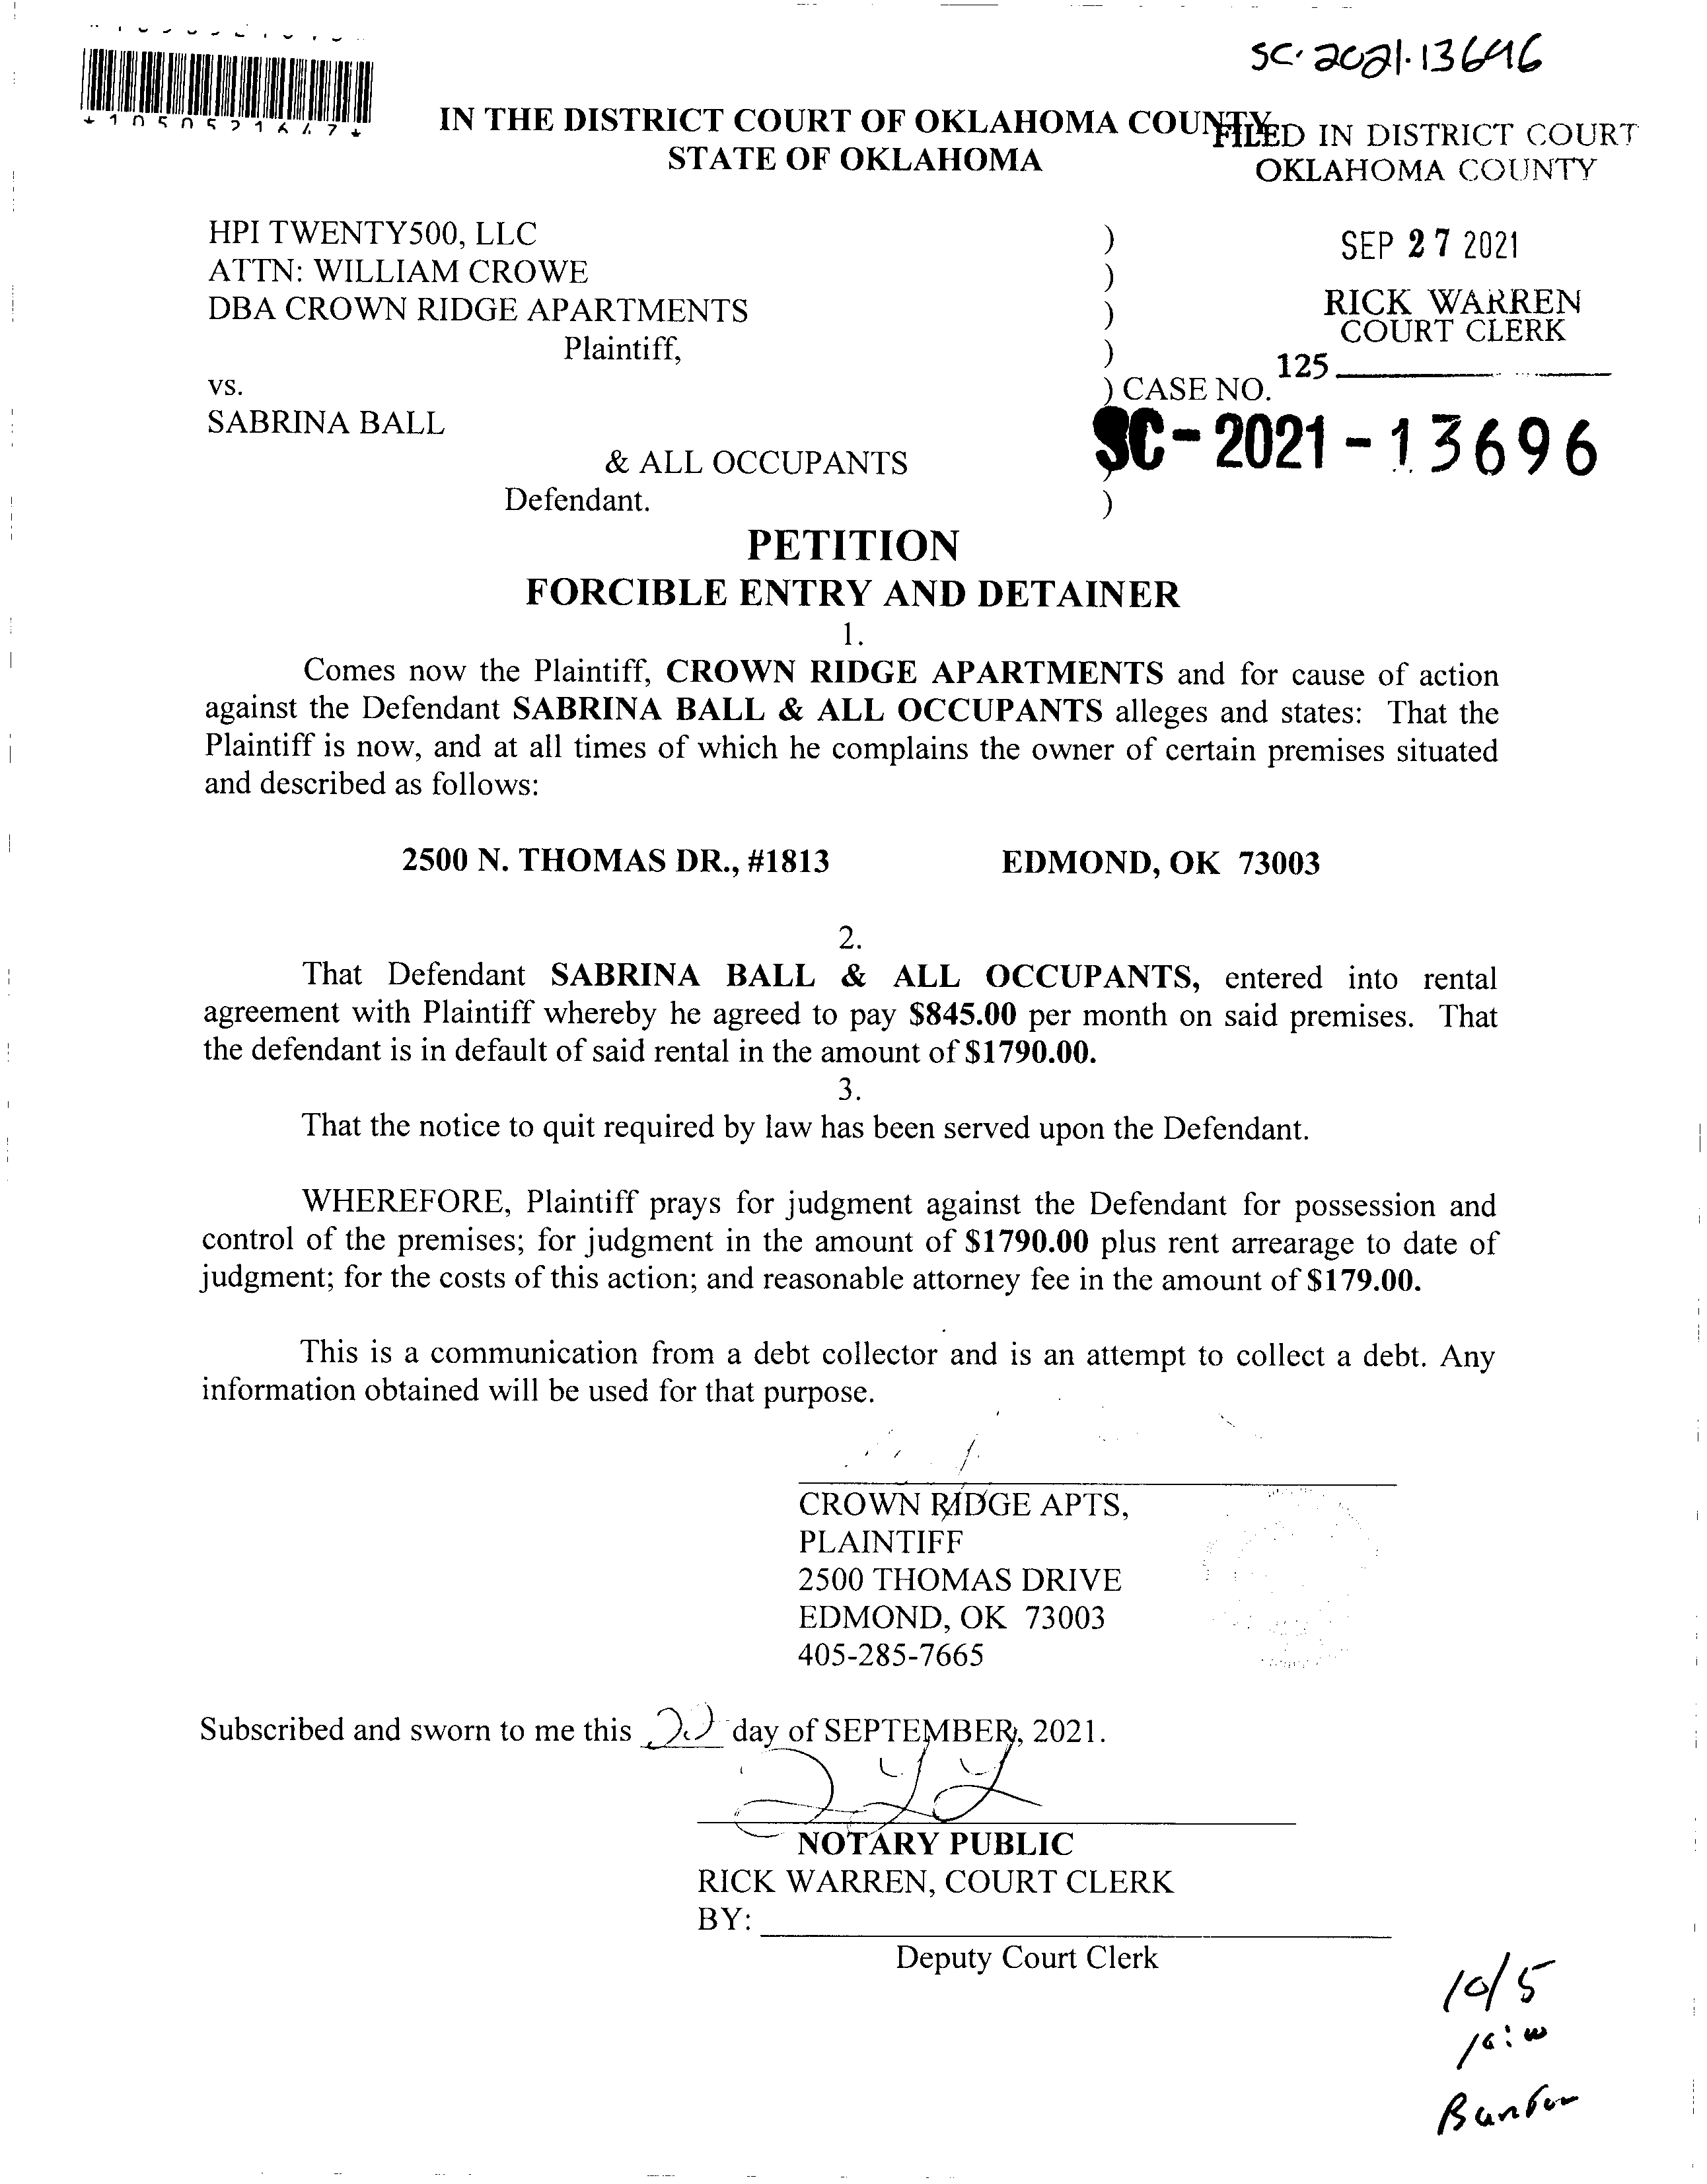 SC-2021-13696
*1050521647*
IN THE DISTRICT COURT OF OKLAHOMA COUNTY
STATE OF OKLAHOMA
FILED IN DISTRICT COURT
OKLAHOMA COUNTY
SEP 27 2021
RICK WARREN
COURT CLERK
125
HPI TWENTY500, LLC )
ATTN: WILLIAM CROWE )
DBA CROWN RIDGE APARTMENTS )
Plaintiff, )
vs. ) CASE NO.
SABRINA BALL SC-2021-13696
& ALL OCCUPANTS )
Defendant. )
PETITION
FORCIBLE ENTRY AND DETAINER
1.
Comes now the Plaintiff, CROWN RIDGE APARTMENTS and for cause of action
against the Defendant SABRINA BALL & ALL OCCUPANTS alleges and states: That the
Plaintiff is now, and at all times of which he complains the owner of certain premises situated
and described as follows:
2500 N. THOMAS DR., #1813 EDMOND, OK 73003
2.
That Defendant SABRINA BALL & ALL OCCUPANTS, entered into rental
agreement with Plaintiff whereby he agreed to pay $845.00 per month on said premises. That
the defendant is in default of said rental in the amount of $1790.00.
3.
That the notice to quit required by law has been served upon the Defendant.
WHEREFORE, Plaintiff prays for judgment against the Defendant for possession and
control of the premises; for judgment in the amount of $1790.00 plus rent arrearage to date of
judgment; for the costs of this action; and reasonable attorney fee in the amount of $179.00.
This is a communication from a debt collector and is an attempt to collect a debt. Any
information obtained will be used for that purpose.
CROWN RIDGE APTS,
PLAINTIFF
2500 THOMAS DRIVE
EDMOND, OK 73003
405-285-7665
Subscribed and sworn to me this 22 day of SEPTEMBER, 2021.
NOTARY PUBLIC
RICK WARREN, COURT CLERK
BY:
Deputy Court Clerk
10/5